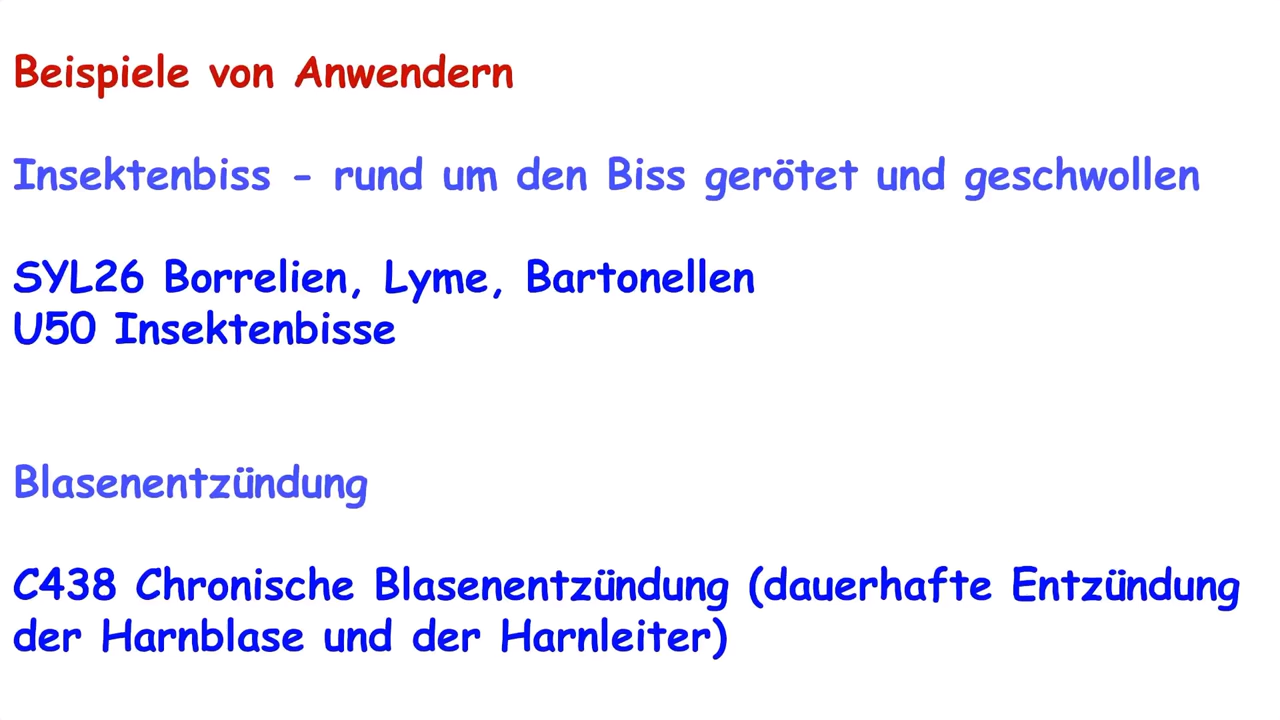 Beispiele von Anwendern
Insektenbiss - rund um den Biss gerötet und geschwollen
SYL26 Borrelien, Lyme, Bartonellen
U50 Insektenbisse
Blasenentzündung
C438 Chronische Blasenentzündung (dauerhafte Entzündung
der Harnblase und der Harnleiter)